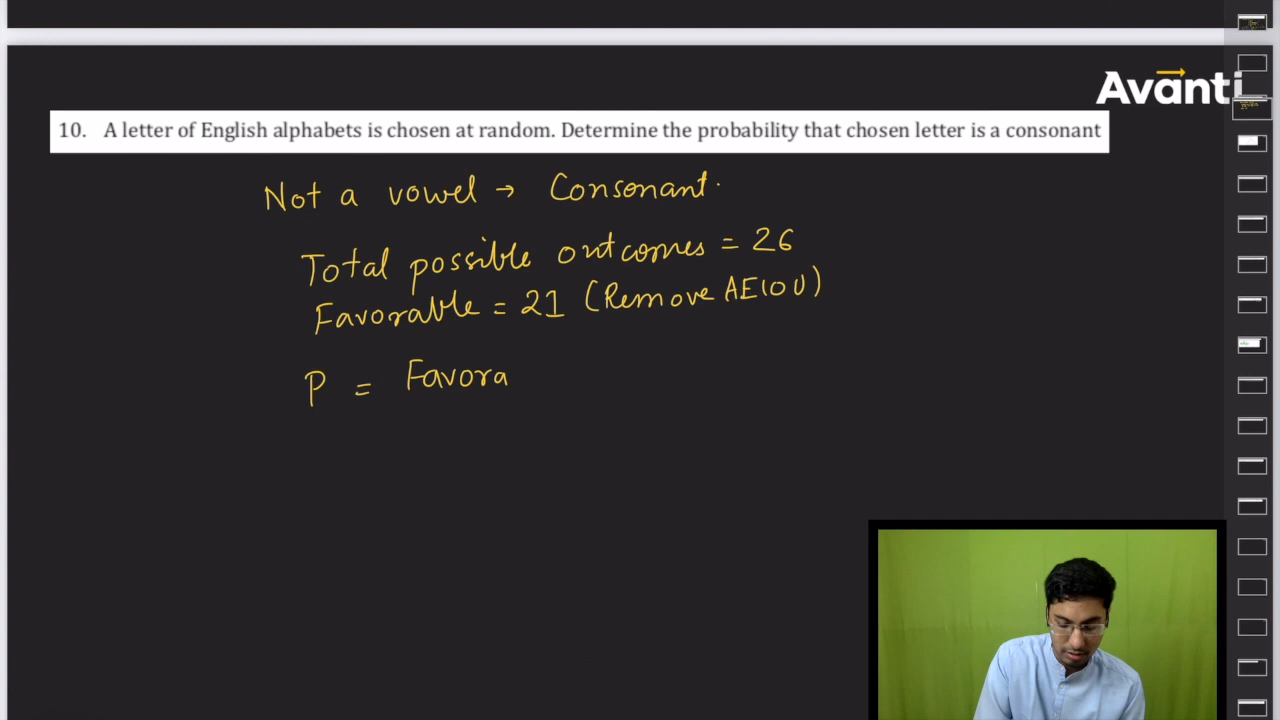 Avanti
10. A letter of English alphabets is chosen at random. Determine the probability that chosen letter is a consonant
Not a vowel → Consonant.
Total possible outcomes = 26
Favorable = 21 (Remove AEIOU)
P = Favora